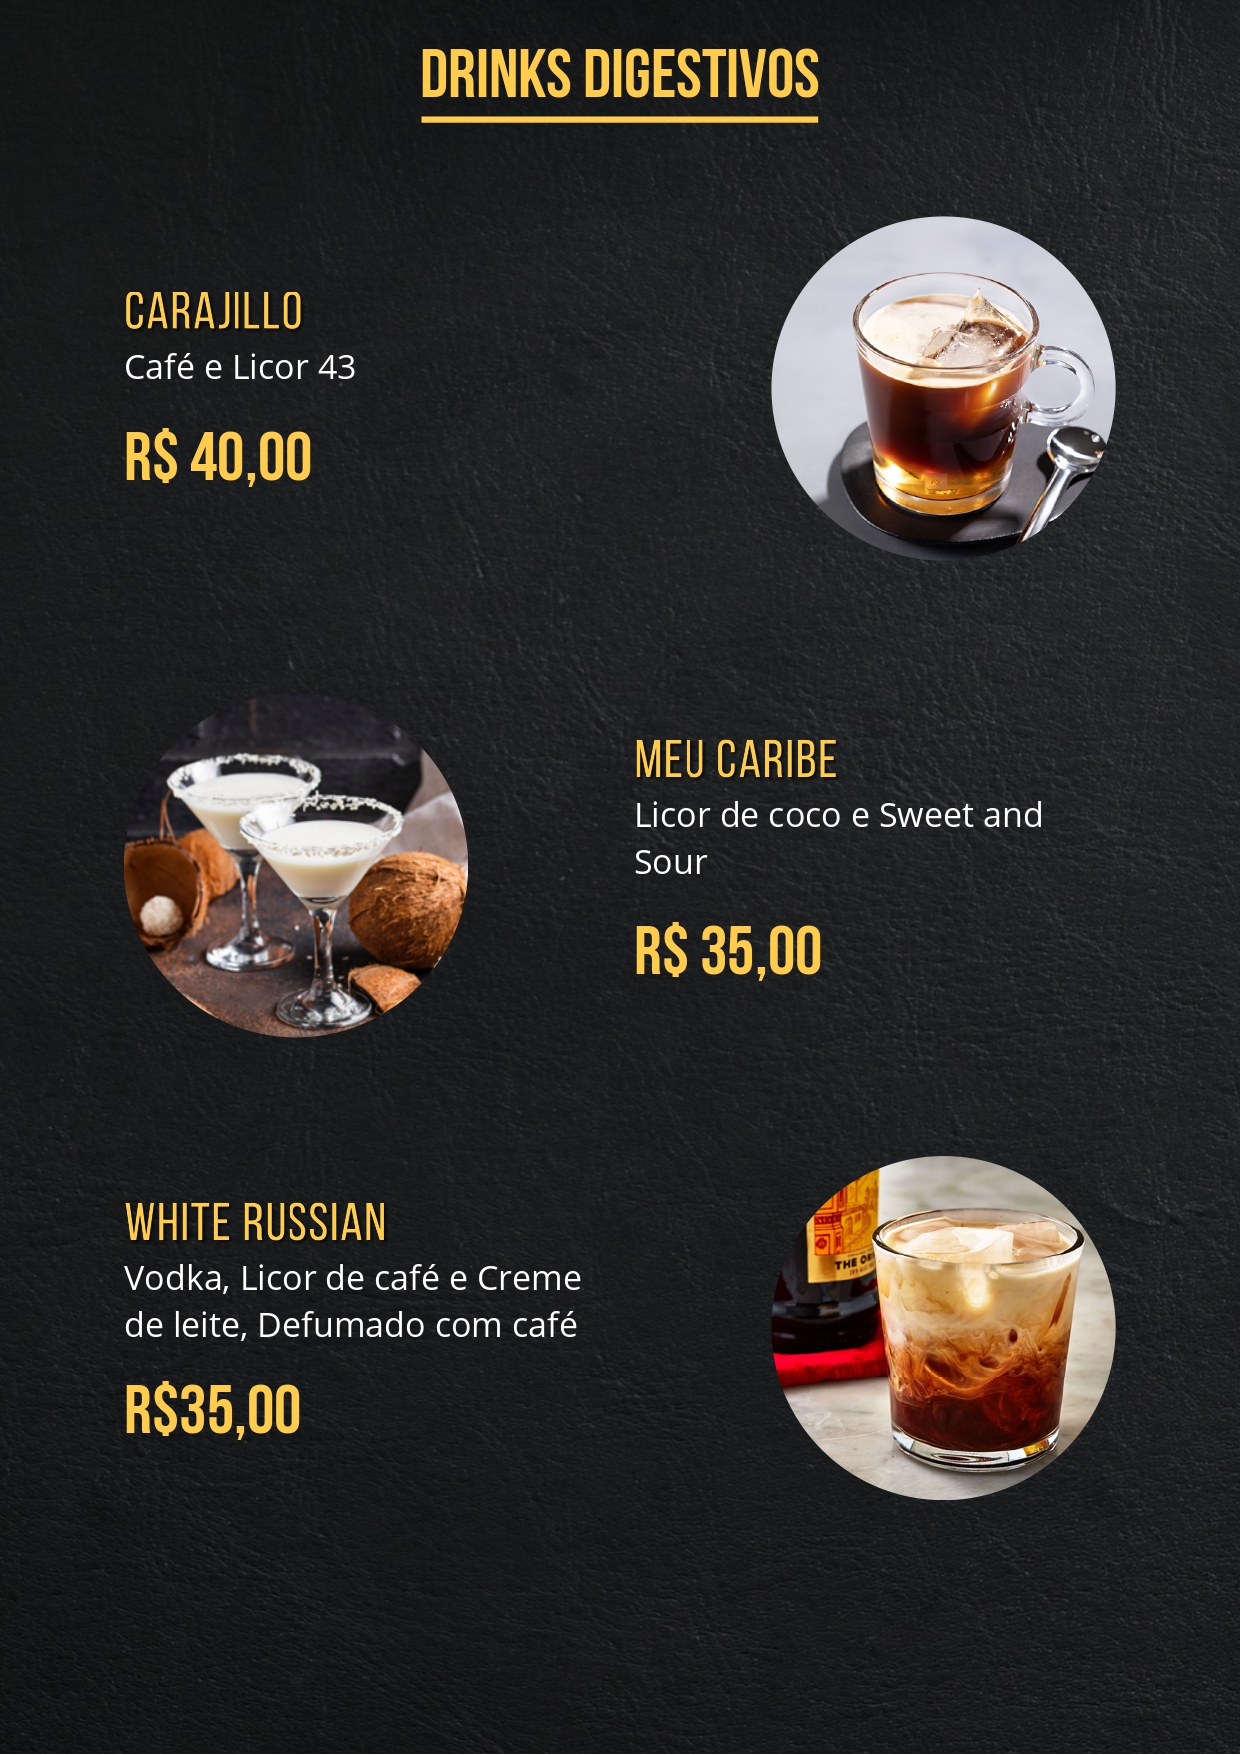 DRINKS DIGESTIVOS
CARAJILLO
Café e Licor 43
R$ 40,00
MEU CARIBE
Licor de coco e Sweet and
Sour
R$ 35,00
WHITE RUSSIAN
Vodka, Licor de café e Creme
de leite, Defumado com café
R$35,00
THE